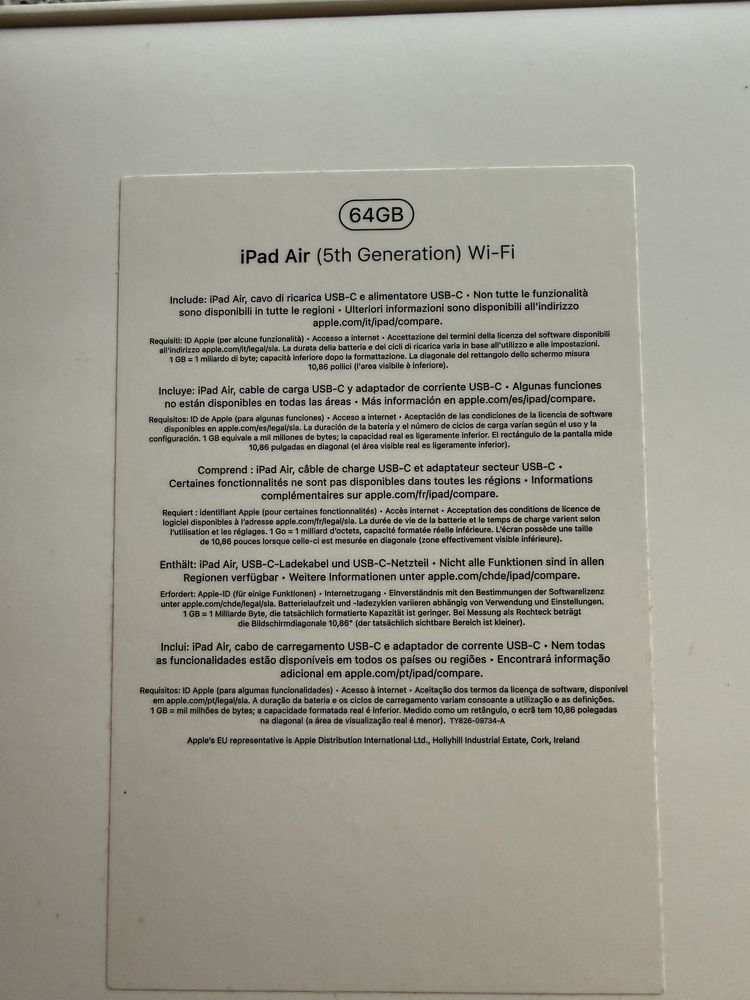 64GB
iPad Air (5th Generation) Wi-Fi
Include: iPad Air, cavo di ricarica USB-C e alimentatore USB-C • Non tutte le funzionalità
sono disponibili in tutte le regioni • Ulteriori informazioni sono disponibili all'indirizzo
apple.com/it/ipad/compare.
Requisiti: ID Apple (per alcune funzionalità) • Accesso a internet • Accettazione dei termini della licenza del software disponibili
all'indirizzo apple.com/it/legal/sla. La durata della batteria e dei cicli di ricarica varia in base all'utilizzo e alle impostazioni.
1 GB = 1 miliardo di byte; capacità inferiore dopo la formattazione. La diagonale del rettangolo dello schermo misura
10,86 pollici (l'area visibile è inferiore).
Incluye: iPad Air, cable de carga USB-C y adaptador de corriente USB-C • Algunas funciones
no están disponibles en todas las áreas • Más información en apple.com/es/ipad/compare.
Requisitos: ID de Apple (para algunas funciones) • Acceso a internet • Aceptación de las condiciones de la licencia de software
disponibles en apple.com/es/legal/sla. La duración de la batería y el número de ciclos de carga varían según el uso y la
configuración. 1 GB equivale a mil millones de bytes; la capacidad real es ligeramente inferior. El rectángulo de la pantalla mide
10,86 pulgadas en diagonal (el área visible real es ligeramente inferior).
Comprend : iPad Air, câble de charge USB-C et adaptateur secteur USB-C •
Certaines fonctionnalités ne sont pas disponibles dans toutes les régions • Informations
complémentaires sur apple.com/fr/ipad/compare.
Requiert : identifiant Apple (pour certaines fonctionnalités) • Accès internet • Acceptation des conditions de licence de
logiciel disponibles à l'adresse apple.com/fr/legal/sla. La durée de vie de la batterie et le temps de charge varient selon
l'utilisation et les réglages. 1 Go = 1 milliard d'octets, capacité formatée réelle inférieure. L'écran possède une taille
de 10,86 pouces lorsque celle-ci est mesurée en diagonale (zone effectivement visible inférieure).
Enthält: iPad Air, USB-C-Ladekabel und USB-C-Netzteil • Nicht alle Funktionen sind in allen
Regionen verfügbar • Weitere Informationen unter apple.com/chde/ipad/compare.
Erfordert: Apple-ID (für einige Funktionen) • Internetzugang • Einverständnis mit den Bestimmungen der Softwarelizenz
unter apple.com/chde/legal/sla. Batterielaufzeit und -ladezyklen variieren abhängig von Verwendung und Einstellungen.
1 GB = 1 Milliarde Byte, die tatsächlich formatierte Kapazität ist geringer. Bei Messung als Rechteck beträgt
die Bildschirmdiagonale 10,86" (der tatsächlich sichtbare Bereich ist kleiner).
Inclui: iPad Air, cabo de carregamento USB-C e adaptador de corrente USB-C • Nem todas
as funcionalidades estão disponíveis em todos os países ou regiões • Encontrará informação
adicional em apple.com/pt/ipad/compare.
Requisitos: ID Apple (para algumas funcionalidades) • Acesso à internet • Aceitação dos termos da licença de software, disponível
em apple.com/pt/legal/sla. A duração da bateria e os ciclos de carregamento variam consoante a utilização e as definições.
1 GB = mil milhões de bytes; a capacidade formatada real é inferior. Medido como um retângulo, o ecrã tem 10,86 polegadas
na diagonal (a área de visualização real é menor). TY826-09734-A
Apple's EU representative is Apple Distribution International Ltd., Hollyhill Industrial Estate, Cork, Ireland